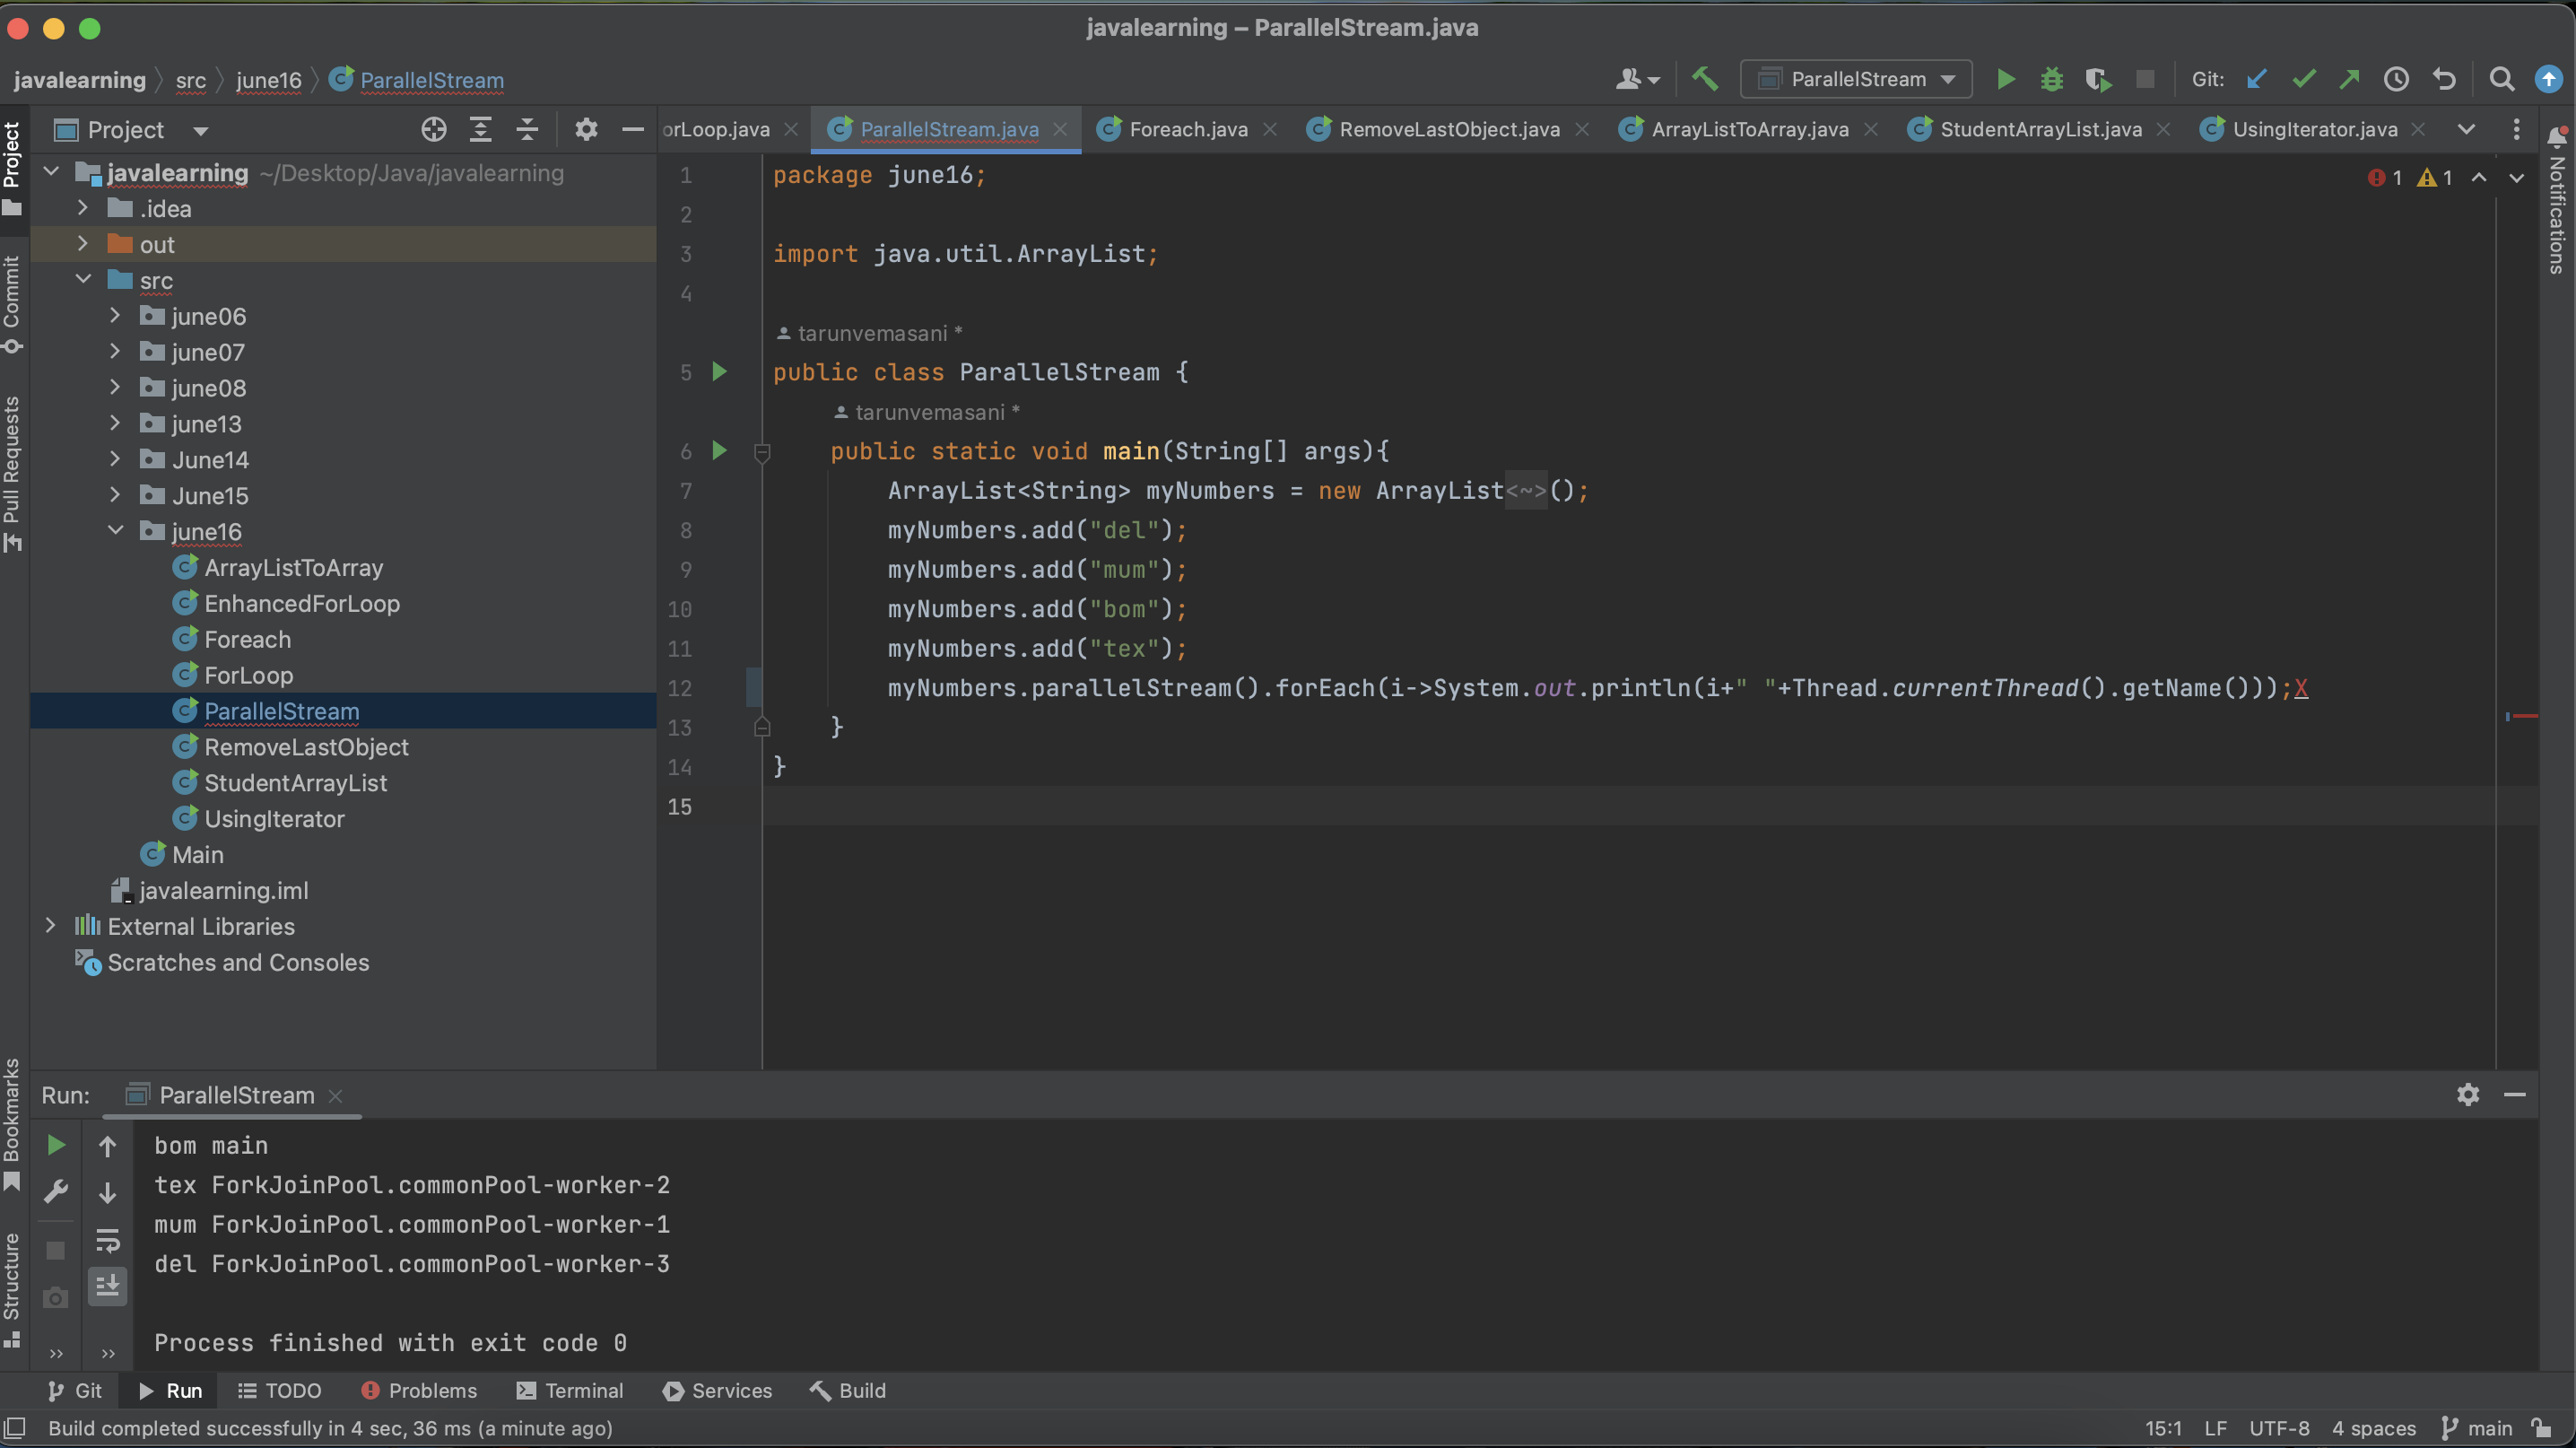 javalearning – ParallelStream.java
javalearning src june16 ParallelStream
ParallelStream Git:
Project
orLoop.java ParallelStream.java Foreach.java RemoveLastObject.java ArrayListToArray.java StudentArrayList.java UsingIterator.java
Project
Commit
Pull Requests
Bookmarks
Structure
Notifications
javalearning ~/Desktop/Java/javalearning
.idea
out
src
june06
june07
june08
june13
June14
June15
june16
ArrayListToArray
EnhancedForLoop
Foreach
ForLoop
ParallelStream
RemoveLastObject
StudentArrayList
UsingIterator
Main
javalearning.iml
External Libraries
Scratches and Consoles
1 1
1 package june16;
2
3 import java.util.ArrayList;
4
tarunvemasani *
5 public class ParallelStream {
tarunvemasani *
6 public static void main(String[] args){
7 ArrayList<String> myNumbers = new ArrayList<~>();
8 myNumbers.add("del");
9 myNumbers.add("mum");
10 myNumbers.add("bom");
11 myNumbers.add("tex");
12 myNumbers.parallelStream().forEach(i->System.out.println(i+" "+Thread.currentThread().getName()));X
13 }
14 }
15
Run: ParallelStream
bom main
tex ForkJoinPool.commonPool-worker-2
mum ForkJoinPool.commonPool-worker-1
del ForkJoinPool.commonPool-worker-3
Process finished with exit code 0
Git Run TODO Problems Terminal Services Build
Build completed successfully in 4 sec, 36 ms (a minute ago) 15:1 LF UTF-8 4 spaces main